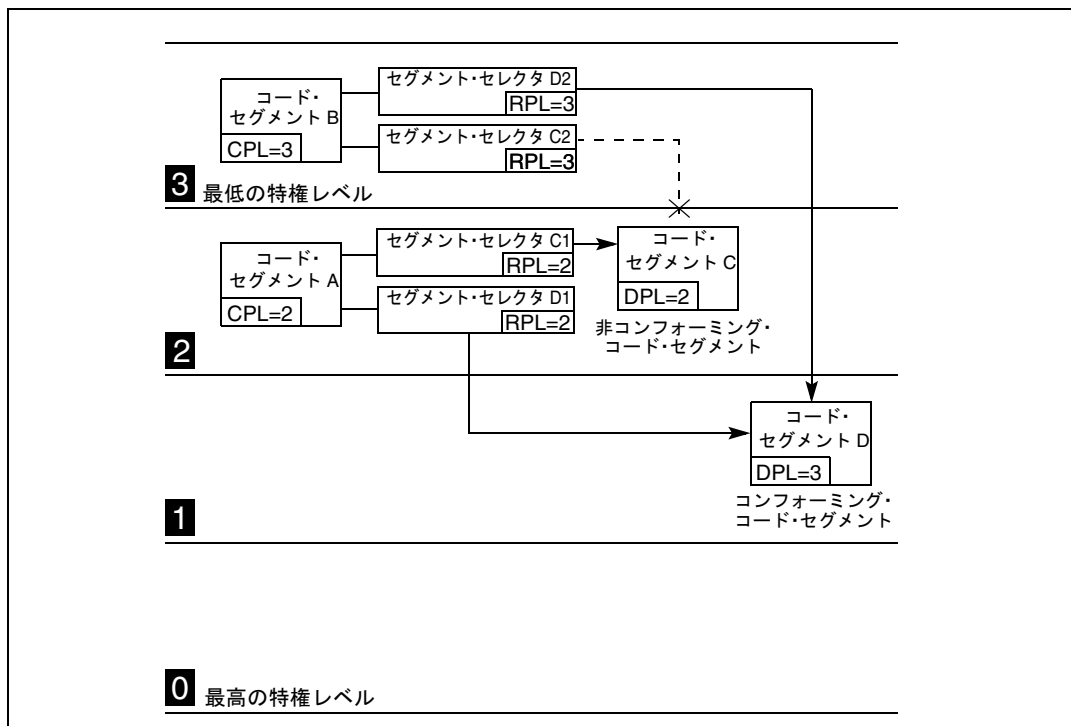 セグメント・セレクタ D2
RPL=3
コード・
セグメント B
CPL=3
セグメント・セレクタ C2
RPL=3
3 最低の特権レベル
セグメント・セレクタ C1
RPL=2
コード・
セグメント A
CPL=2
セグメント・セレクタ D1
RPL=2
コード・
セグメント C
DPL=2
非コンフォーミング・
コード・セグメント
2
コード・
セグメント D
DPL=3
コンフォーミング・
コード・セグメント
1
0 最高の特権レベル